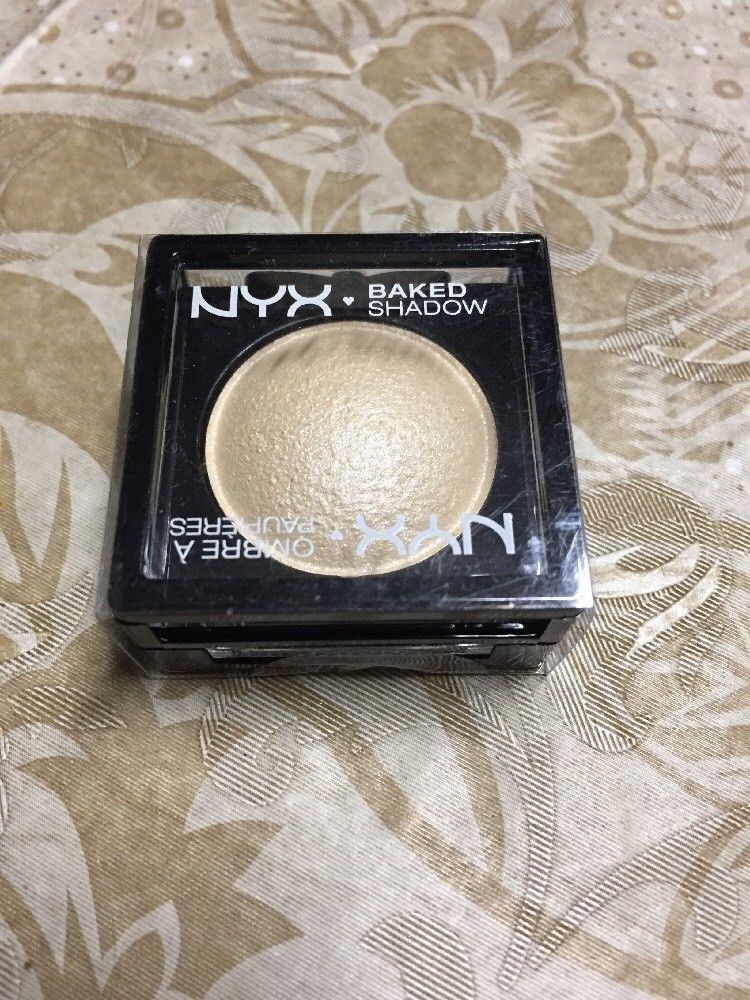 NYX BAKED
SHADOW
NYX OMBRE À
PAUPIÈRES